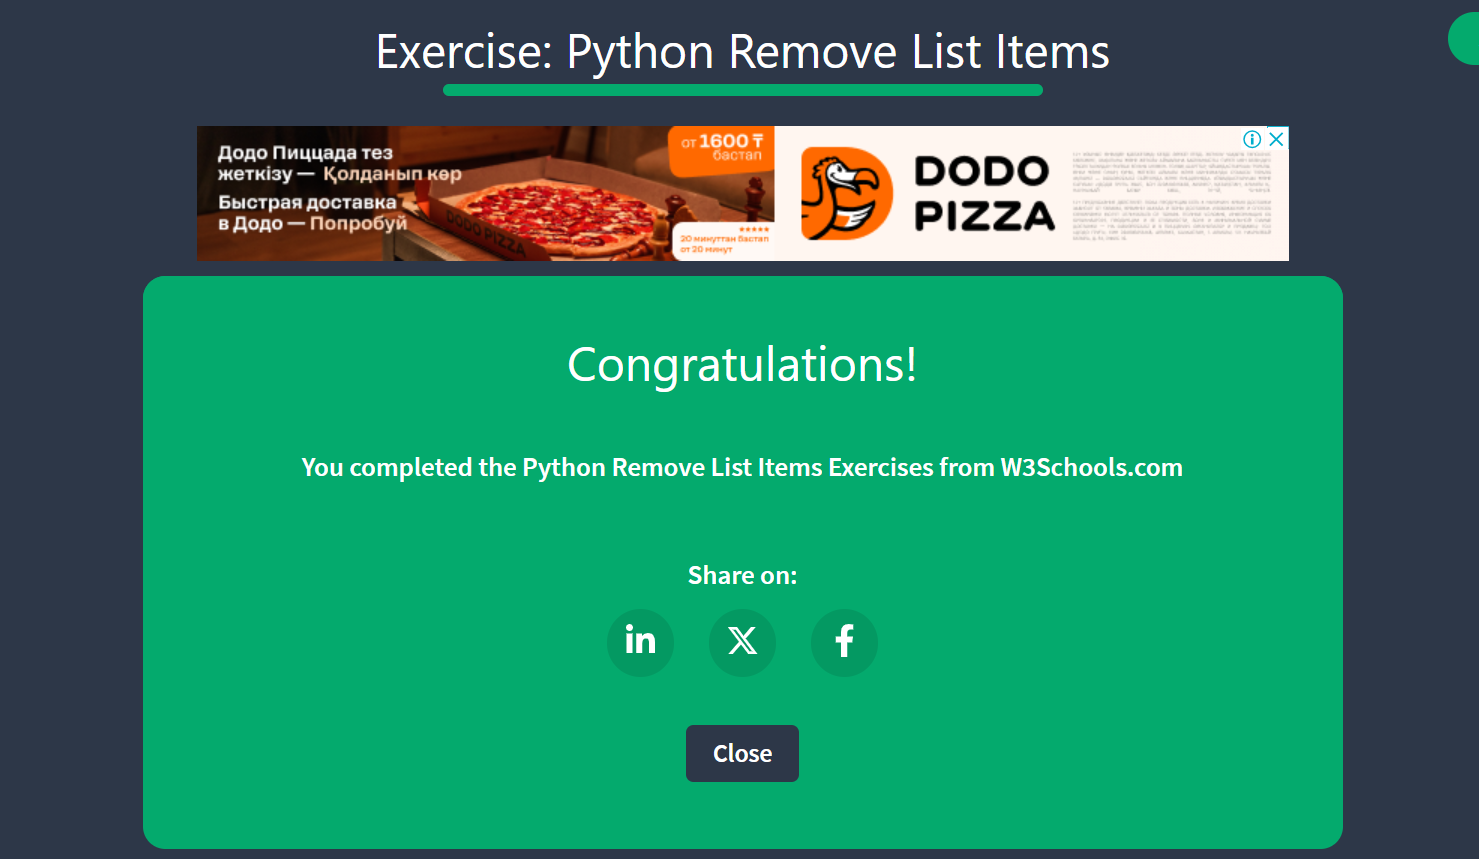 Exercise: Python Remove List Items
Додо Пиццада тез
жеткізу — Қолданып көр
Быстрая доставка
в Додо — Попробуй
от 1600 ₸
бастап
DODO PIZZA
20 минуттан бастап
от 20 минут
DODO
PIZZA
Congratulations!
You completed the Python Remove List Items Exercises from W3Schools.com
Share on:
in
X
f
Close